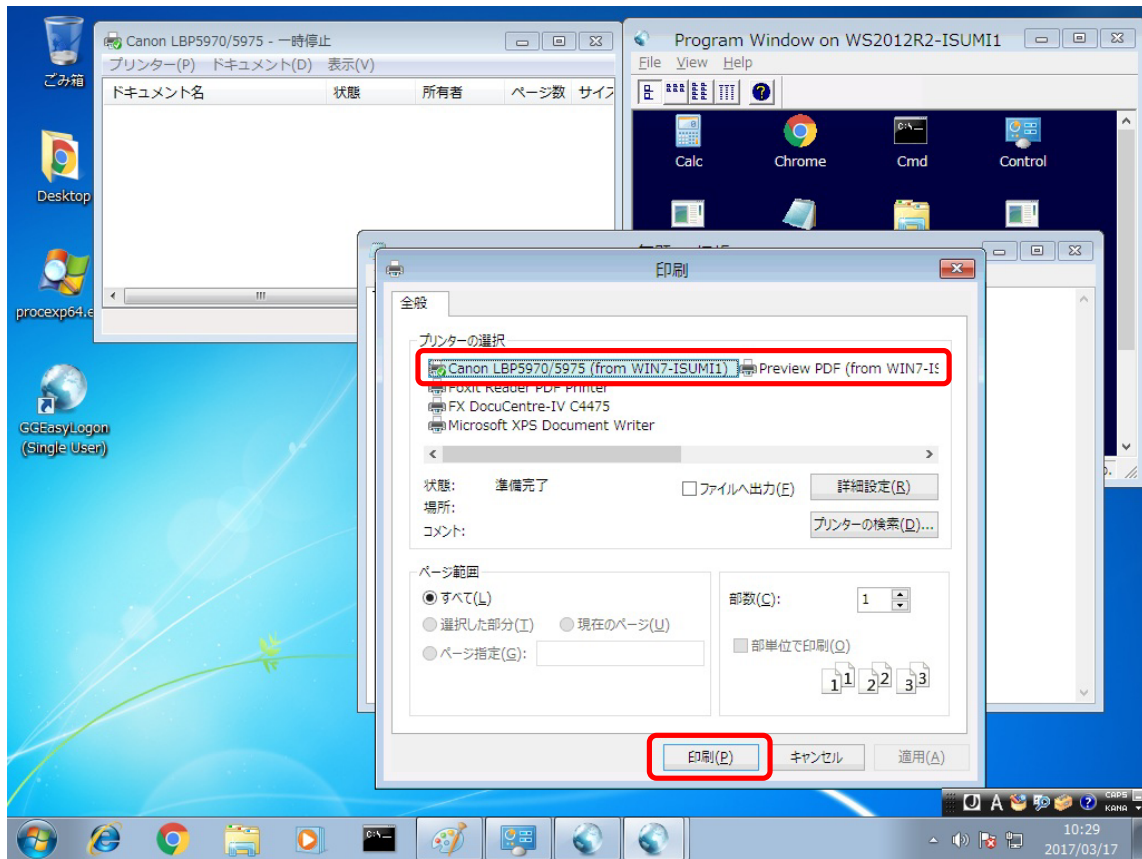 ごみ箱
Desktop
procexp64.e
GGEasyLogon
(Single User)
Canon LBP5970/5975 - 一時停止
プリンター(P) ドキュメント(D) 表示(V)
ドキュメント名 状態 所有者 ページ数 サイズ
Program Window on WS2012R2-ISUMI1
File View Help
Calc Chrome Cmd Control
印刷
全般
プリンターの選択
Canon LBP5970/5975 (from WIN7-ISUMI1) Preview PDF (from WIN7-IS
Foxit Reader PDF Printer
FX DocuCentre-IV C4475
Microsoft XPS Document Writer
状態: 準備完了
場所:
コメント:
ファイルへ出力(F)
詳細設定(R)
プリンターの検索(D)...
ページ範囲
すべて(L)
選択した部分(T) 現在のページ(U)
ページ指定(G):
部数(C): 1
部単位で印刷(O)
1 1 2 2 3 3
印刷(P) キャンセル 適用(A)
A CAPS
KANA
10:29
2017/03/17